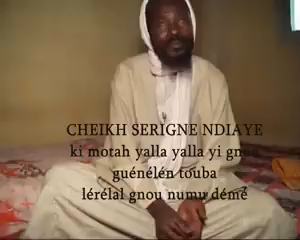 CHEIKH SERIGNE NDIAYE
ki motah yalla yalla yi gnou
guénélén touba
lérélal gnou numu démé